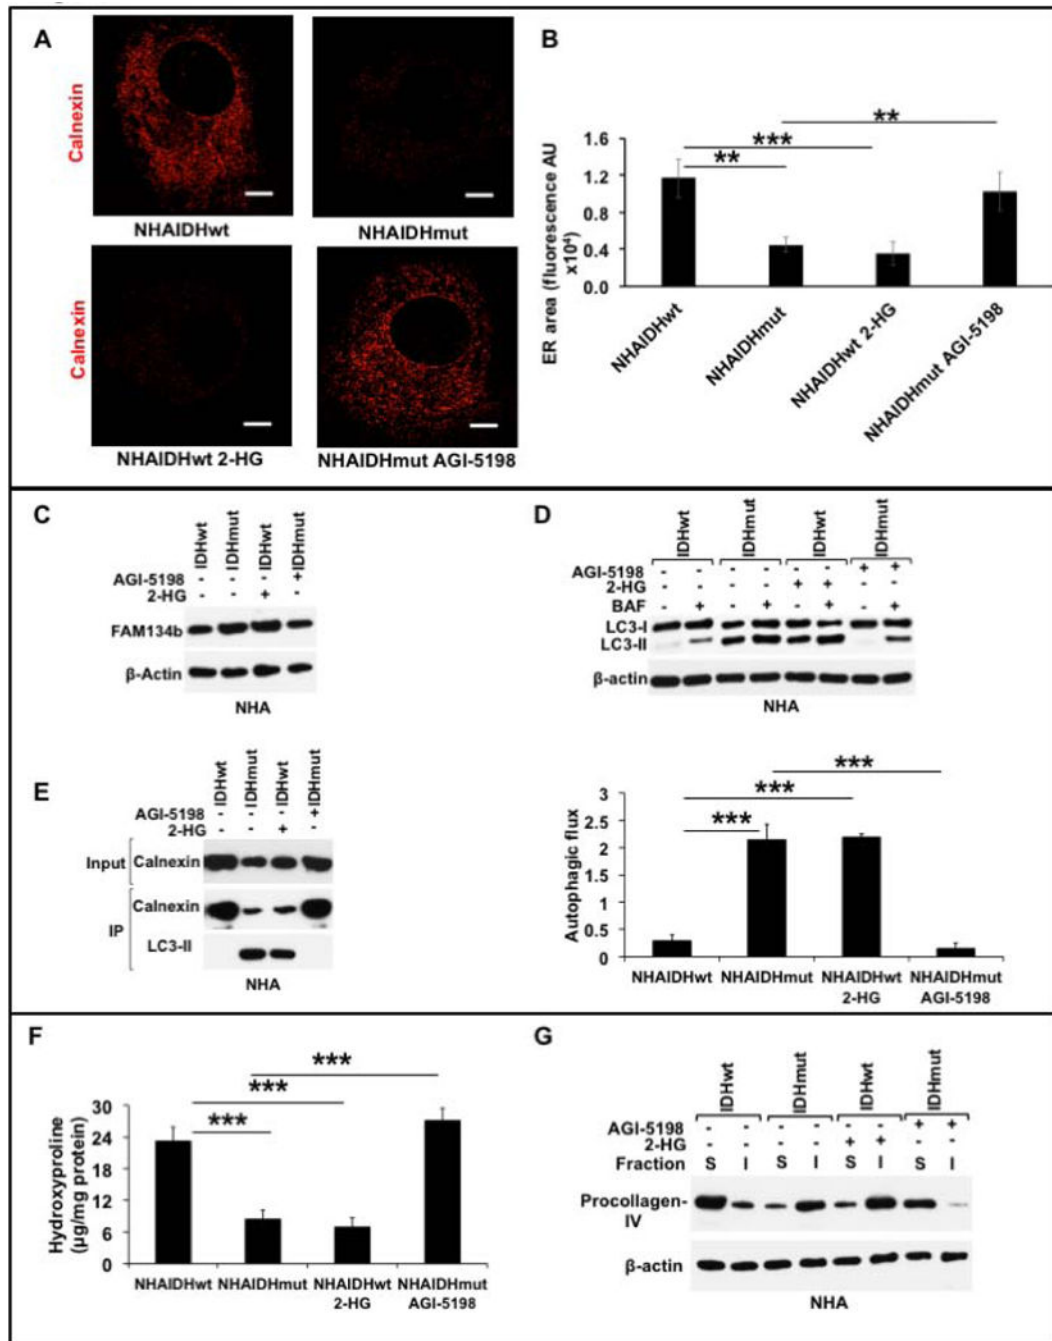 A
Calnexin
NHAIDHwt
NHAIDHmut
Calnexin
NHAIDHwt 2-HG
NHAIDHmut AGI-5198
B
**
***
**
ER area (fluorescence AU
x10⁴)
1.6
1.2
0.8
0.4
0.0
NHAIDHwt
NHAIDHmut
NHAIDHwt 2-HG
NHAIDHmut AGI-5198
C
IDHwt
IDHmut
IDHwt
IDHmut
AGI-5198 - - - +
2-HG - - + -
FAM134b
β-Actin
NHA
D
IDHwt
IDHmut
IDHwt
IDHmut
AGI-5198 - - - - - - + +
2-HG - - - - + + - -
BAF - + - + - + - +
LC3-I
LC3-II
β-actin
NHA
***
***
***
Autophagic flux
3
2.5
2
1.5
1
0.5
0
NHAIDHwt
NHAIDHmut
NHAIDHwt
2-HG
NHAIDHmut
AGI-5198
E
IDHwt
IDHmut
IDHwt
IDHmut
AGI-5198 - - - +
2-HG - - + -
Input Calnexin
IP
Calnexin
LC3-II
NHA
F
***
***
***
Hydroxyproline
(µg/mg protein)
30
24
18
12
6
0
NHAIDHwt
NHAIDHmut
NHAIDHwt
2-HG
NHAIDHmut
AGI-5198
G
IDHwt
IDHmut
IDHwt
IDHmut
AGI-5198 - - - - - - + +
2-HG - - - - + + - -
Fraction S I S I S I S I
Procollagen-
IV
β-actin
NHA